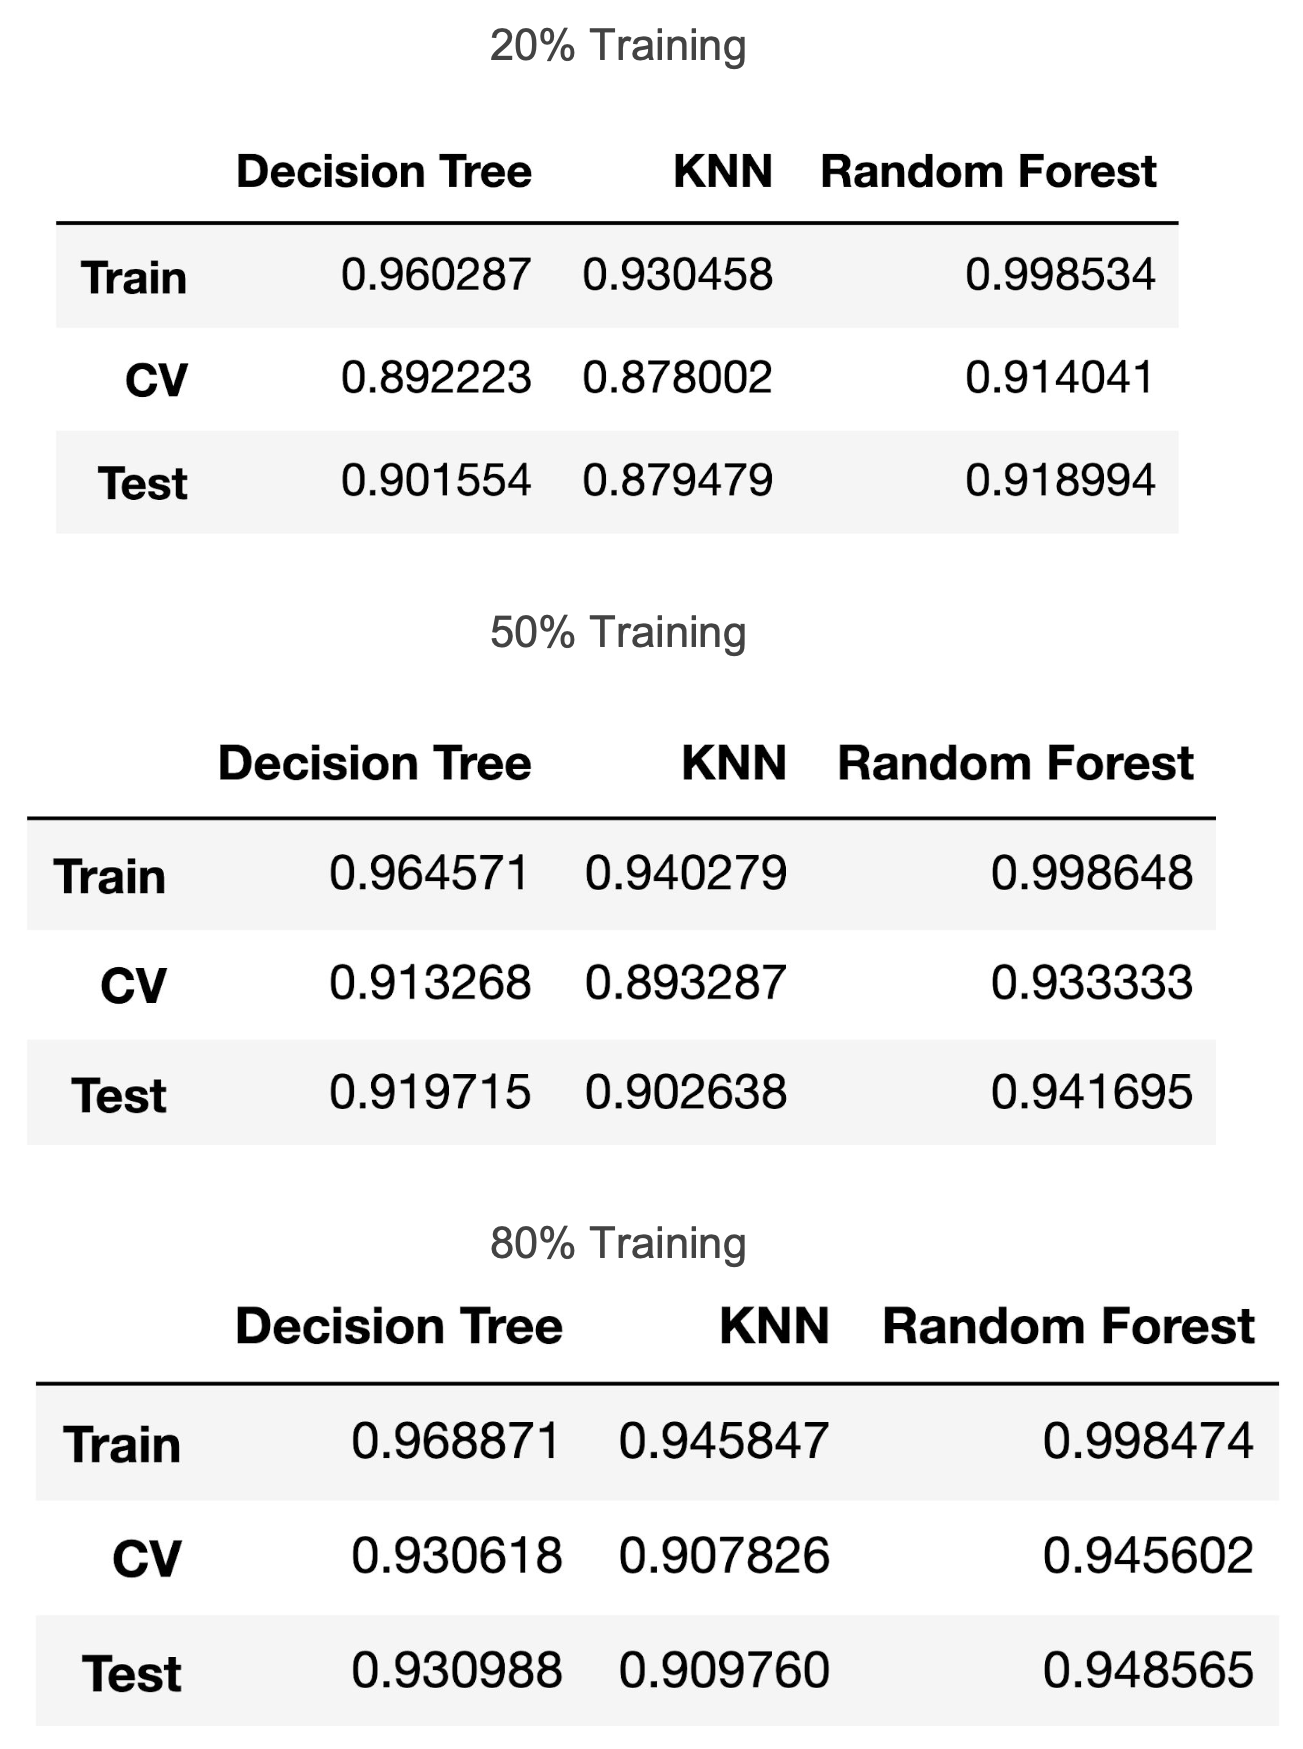 20% Training
Decision Tree KNN Random Forest
Train 0.960287 0.930458 0.998534
CV 0.892223 0.878002 0.914041
Test 0.901554 0.879479 0.918994
50% Training
Decision Tree KNN Random Forest
Train 0.964571 0.940279 0.998648
CV 0.913268 0.893287 0.933333
Test 0.919715 0.902638 0.941695
80% Training
Decision Tree KNN Random Forest
Train 0.968871 0.945847 0.998474
CV 0.930618 0.907826 0.945602
Test 0.930988 0.909760 0.948565